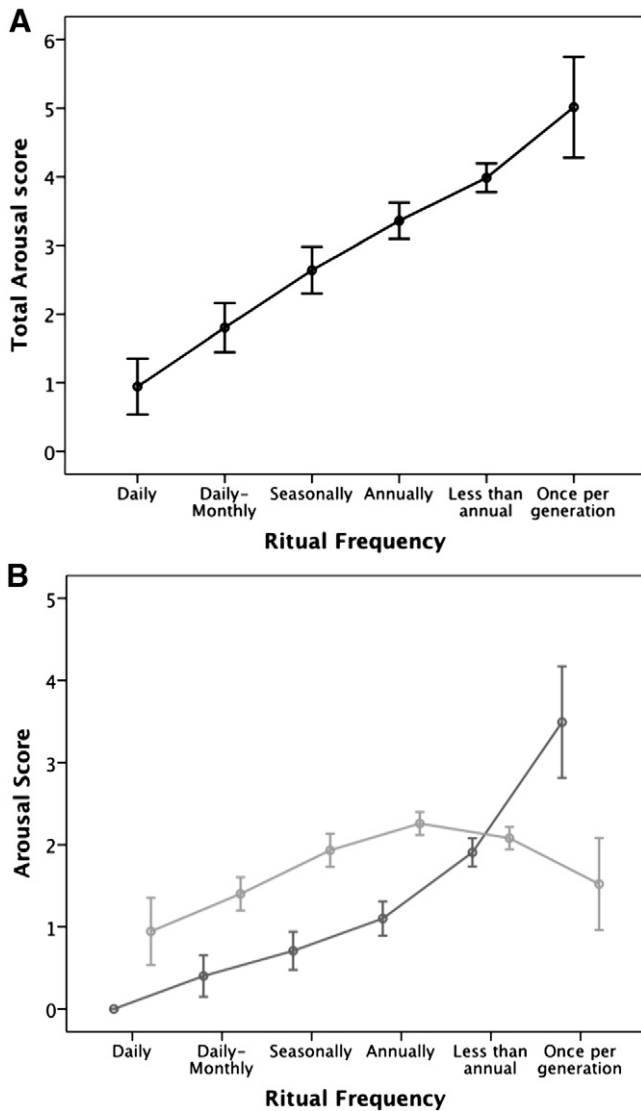 A
Total Arousal score
6
5
4
3
2
1
0
Daily
Daily-
Monthly
Seasonally
Annually
Less than
annual
Once per
generation
Ritual Frequency
B
Arousal Score
5
4
3
2
1
0
Daily
Daily-
Monthly
Seasonally
Annually
Less than
annual
Once per
generation
Ritual Frequency